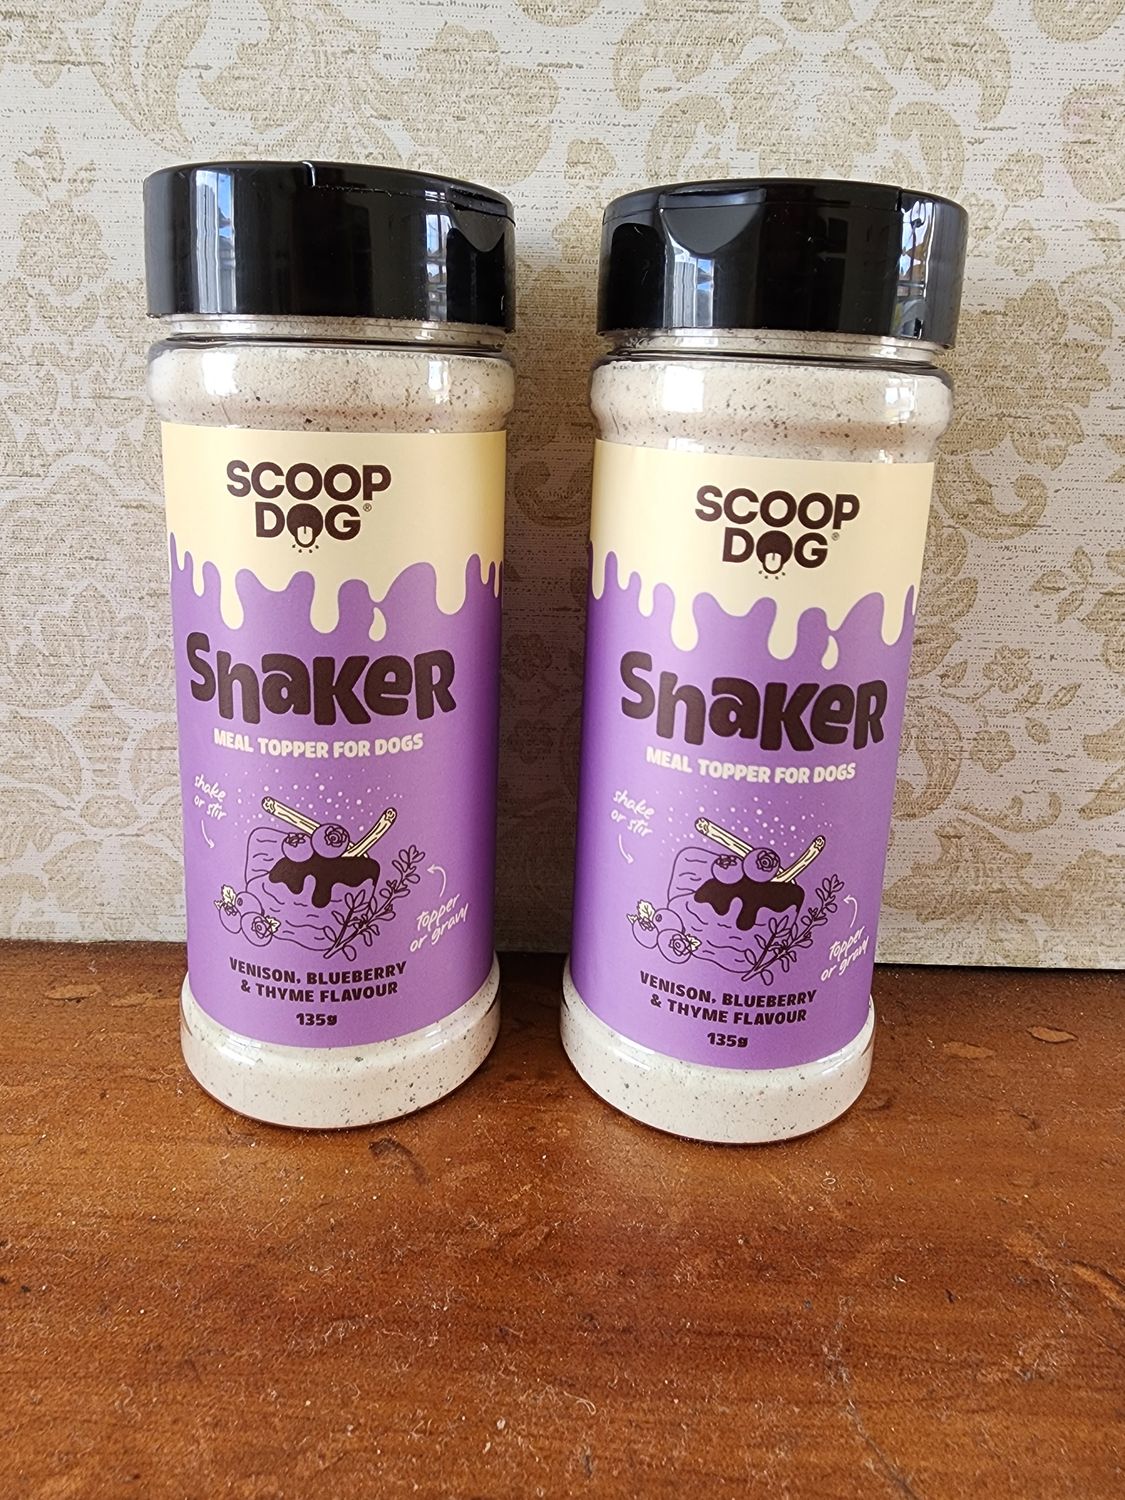 SCOOP
DOG®
Shaker
MEAL TOPPER FOR DOGS
shake
or stir
topper
or gravy
VENISON, BLUEBERRY
& THYME FLAVOUR
135g
SCOOP
DOG®
Shaker
MEAL TOPPER FOR DOGS
shake
or stir
topper
or gravy
VENISON, BLUEBERRY
& THYME FLAVOUR
135g